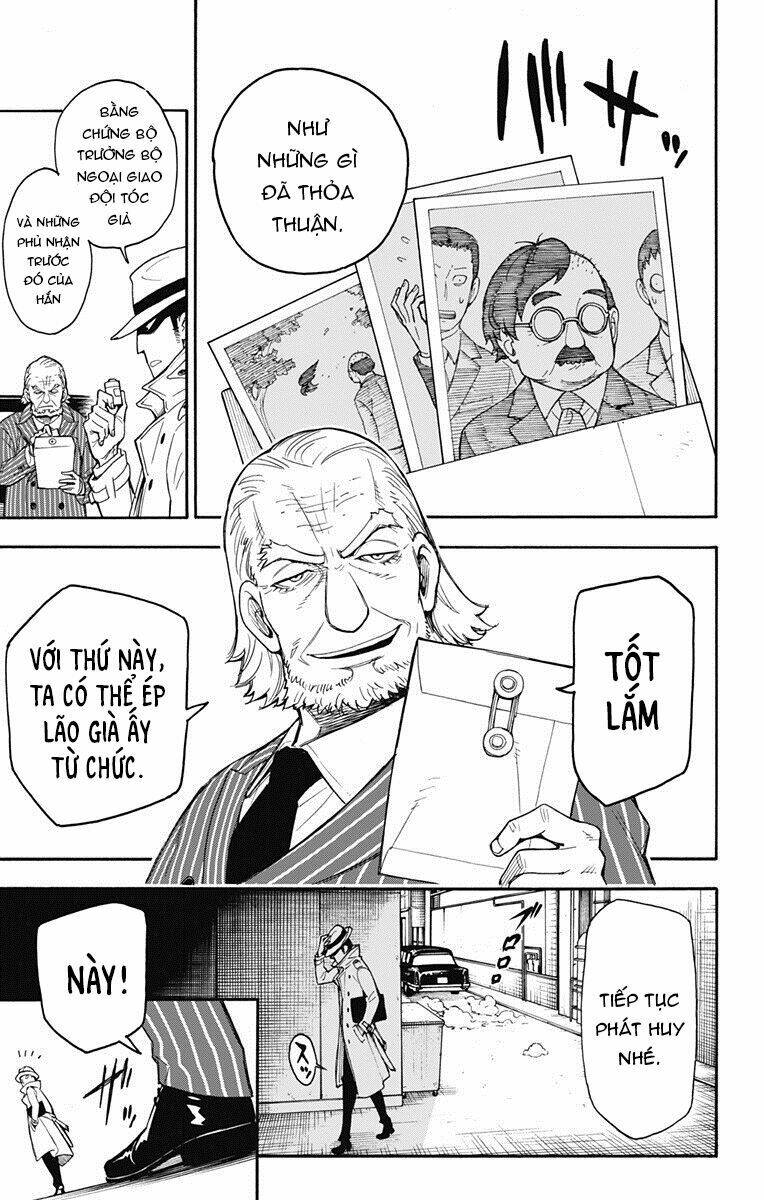 NHƯ
NHỮNG GÌ
ĐÃ THỎA
THUẬN.
BẰNG
CHỨNG BỘ
TRƯỞNG BỘ
NGOẠI GIAO
ĐỘI TÓC
GIẢ
VÀ NHỮNG
PHỦ NHẬN
TRƯỚC
ĐÓ CỦA
HẮN
TỐT
LẮM
VỚI THỨ NÀY,
TA CÓ THỂ ÉP
LÃO GIÀ ẤY
TỪ CHỨC.
TIẾP TỤC
PHÁT HUY
NHÉ.
NÀY!